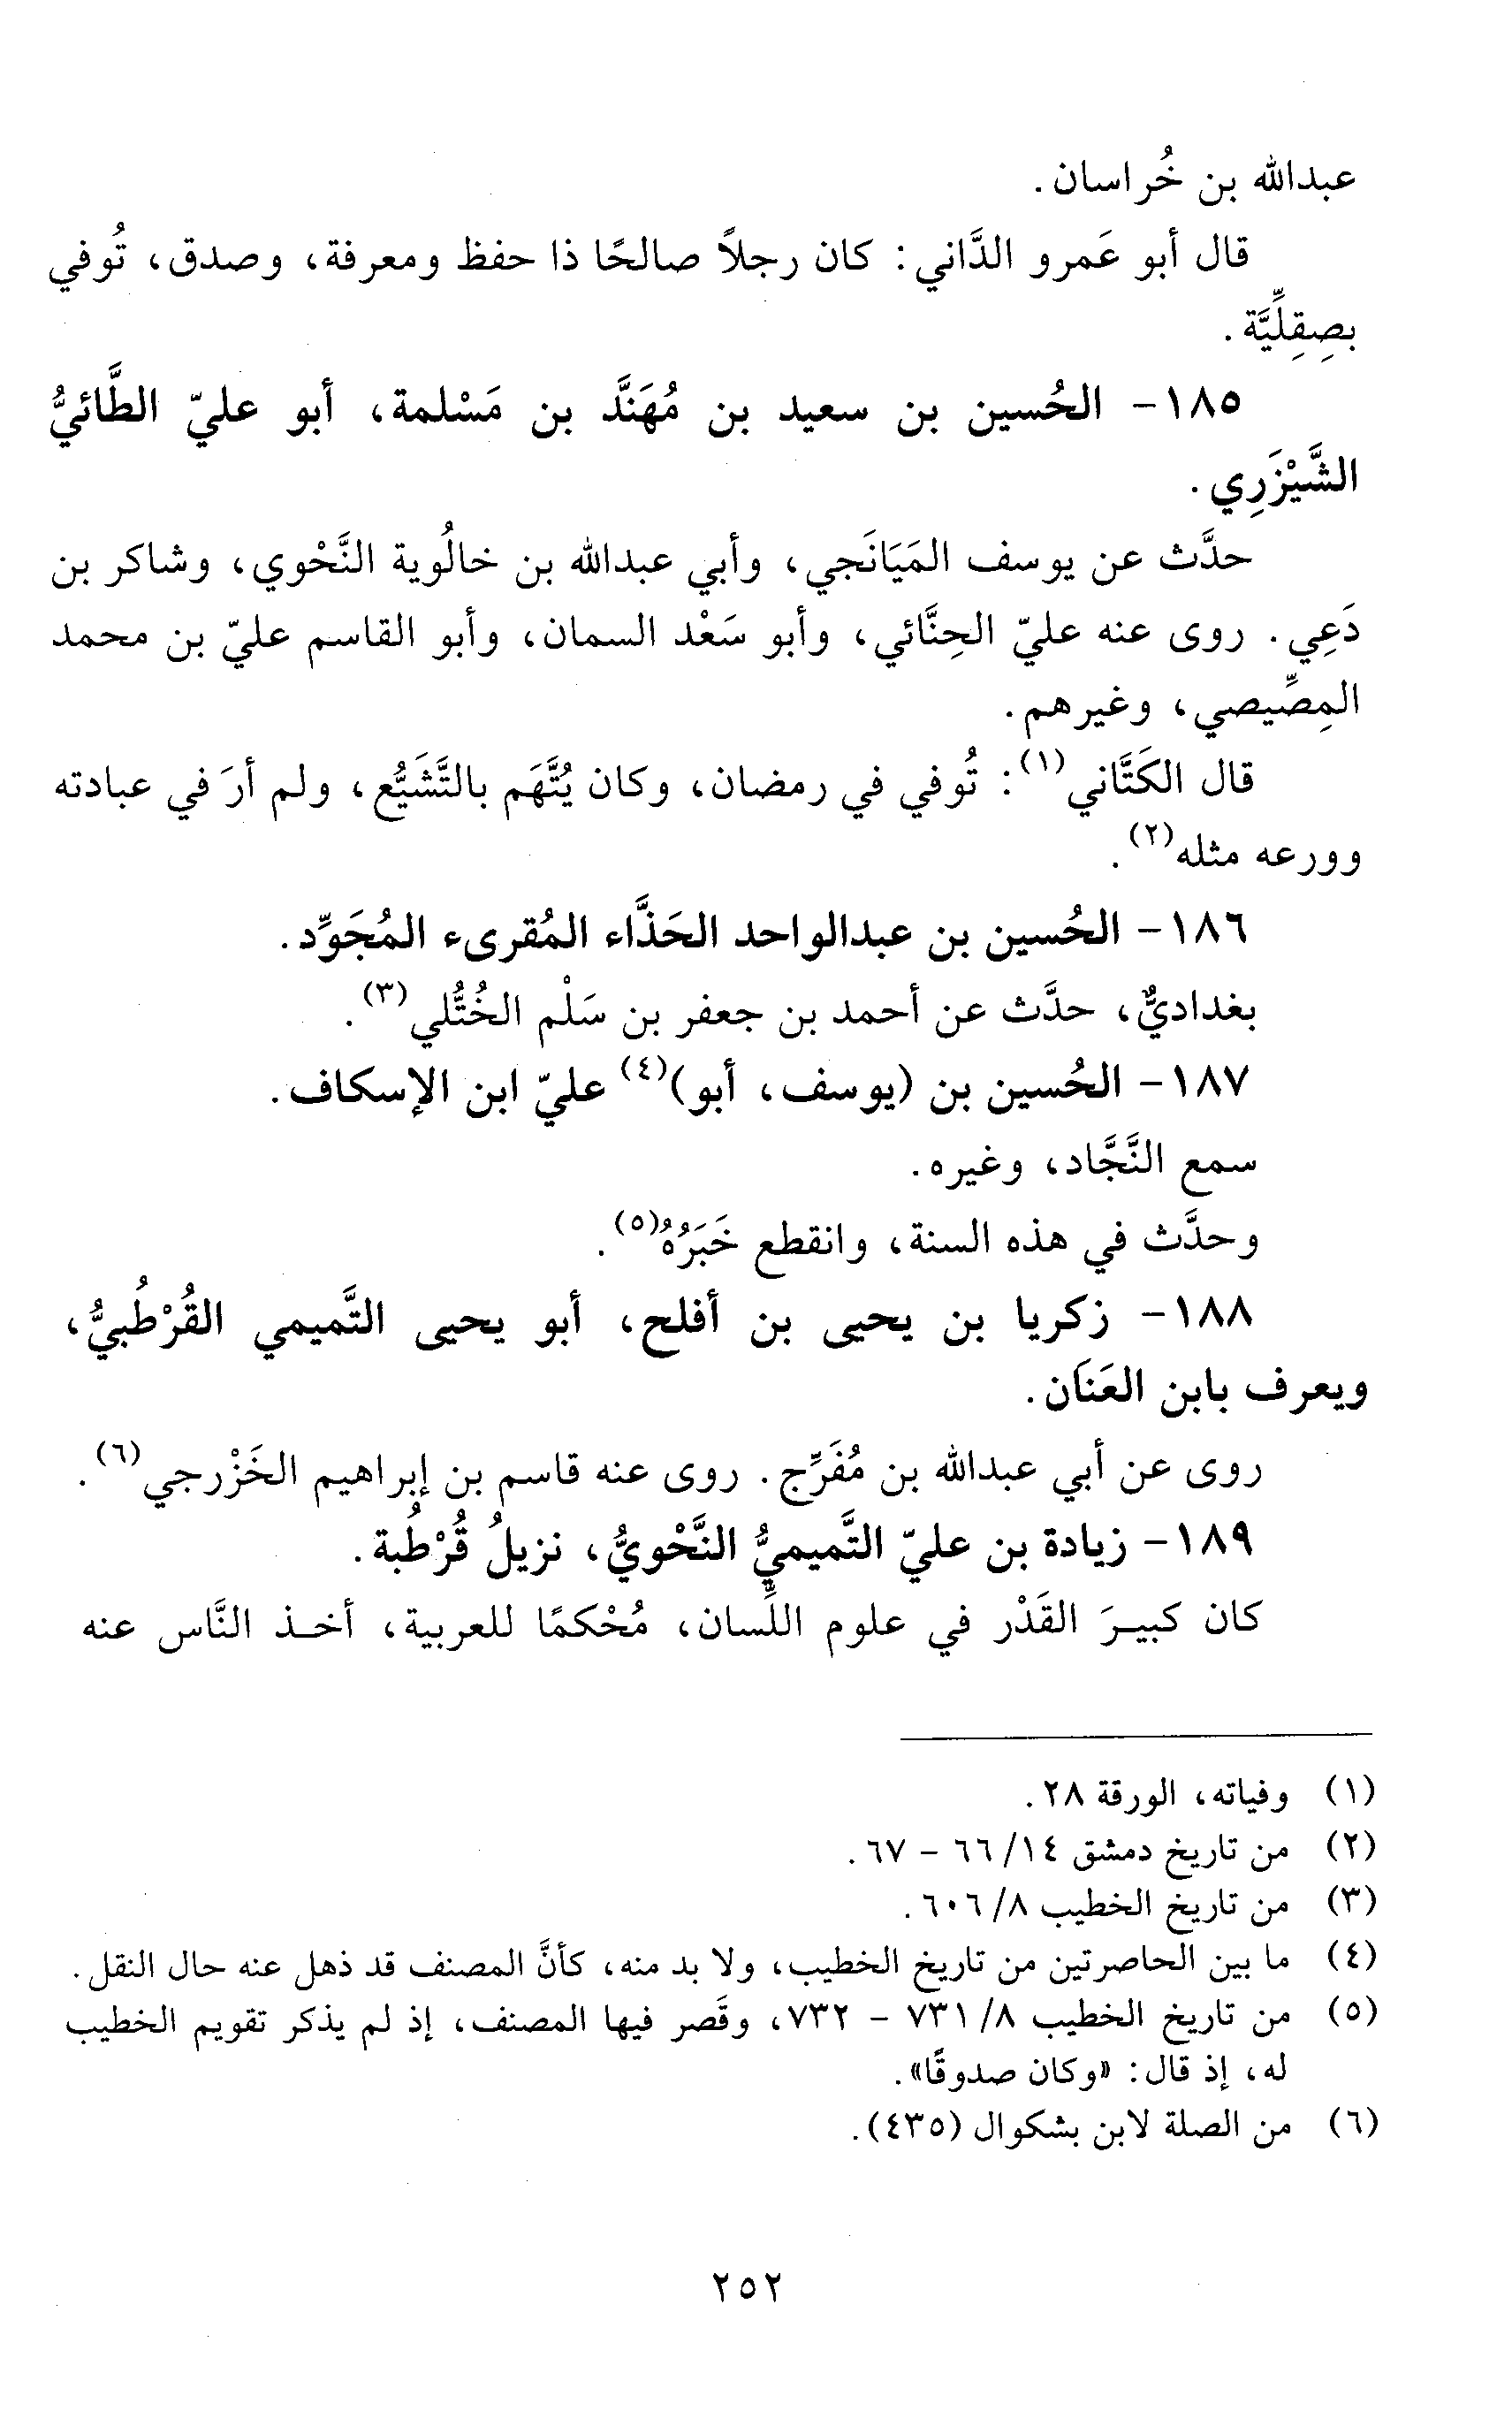 عبدالله بن خُراسان.
قال أبو عَمرو الدَّاني: كان رجلاً صالحًا ذا حفظ ومعرفة، وصدق، تُوفي
بصِقِلِّيَّة.
١٨٥- الحُسين بن سعيد بن مُهَنَّد بن مَسْلمة، أبو عليّ الطَّائيُّ
الشَّيْزَرِي.
حدَّث عن يوسف المَيَانَجي، وأبي عبدالله بن خالُوية النَّحْوي، وشاكر بن
دَعِي. روى عنه عليّ الحِنَّائي، وأبو سَعْد السمان، وأبو القاسم عليّ بن محمد
المِصِّيصي، وغيرهم.
قال الكَتَّاني(١): تُوفي في رمضان، وكان يُتَّهَم بالتَّشَيُّع، ولم أرَ في عبادته
وورعه مثله(٢).
١٨٦- الحُسين بن عبدالواحد الحَذَّاء المُقرىء المُجَوِّد.
بغداديٌّ، حدَّث عن أحمد بن جعفر بن سَلْم الخُتُّلي(٣).
١٨٧- الحُسين بن (يوسف، أبو)(٤) عليّ ابن الإسكاف.
سمع النَّجَّاد، وغيره.
وحدَّث في هذه السنة، وانقطع خَبَرُهُ(٥).
١٨٨- زكريا بن يحيى بن أفلح، أبو يحيى التَّميمي القُرْطُبيُّ،
ويعرف بابن العَنَان.
روى عن أبي عبدالله بن مُفَرِّج. روى عنه قاسم بن إبراهيم الخَزْرجي(٦).
١٨٩- زيادة بن عليّ التَّميميُّ النَّحْويُّ، نزيلُ قُرْطُبة.
كان كبيـرَ القَدْر في علوم اللِّسان، مُحْكمًا للعربية، أخـذ النَّاس عنه
(١) وفياته، الورقة ٢٨.
(٢) من تاريخ دمشق ١٤/ ٦٦ - ٦٧.
(٣) من تاريخ الخطيب ٨/ ٦٠٦.
(٤) ما بين الحاصرتين من تاريخ الخطيب، ولا بد منه، كأنَّ المصنف قد ذهل عنه حال النقل.
(٥) من تاريخ الخطيب ٨/ ٧٣١ - ٧٣٢، وقَصر فيها المصنف، إذ لم يذكر تقويم الخطيب
له، إذ قال: «وكان صدوقًا».
(٦) من الصلة لابن بشكوال (٤٣٥).
٢٥٢